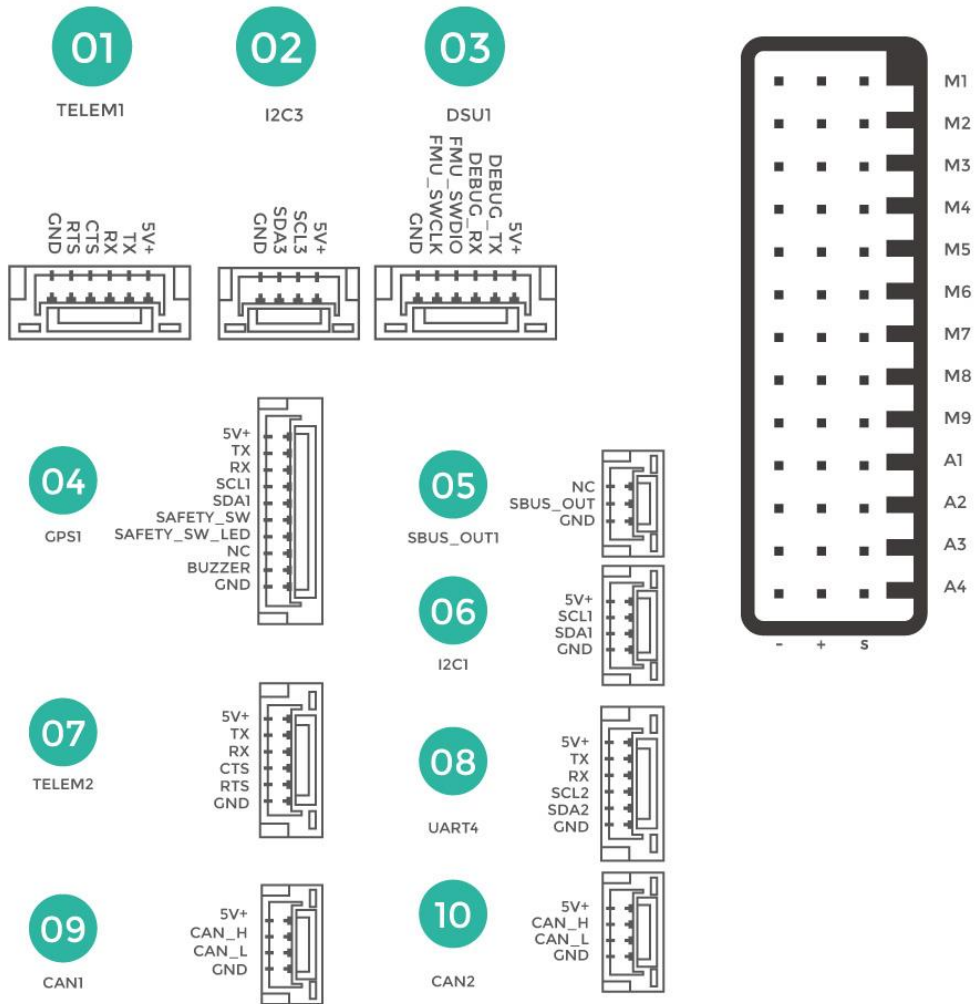 01
TELEM1
GND
RTS
CTS
RX
TX
5V+
02
I2C3
GND
SDA3
SCL3
5V+
03
DSU1
GND
FMU_SWCLK
FMU_SWDIO
DEBUG_RX
DEBUG_TX
5V+
04
GPS1
5V+
TX
RX
SCL1
SDA1
SAFETY_SW
SAFETY_SW_LED
NC
BUZZER
GND
05
SBUS_OUT1
NC
SBUS_OUT
GND
06
I2C1
5V+
SCL1
SDA1
GND
07
TELEM2
5V+
TX
RX
CTS
RTS
GND
08
UART4
5V+
TX
RX
SCL2
SDA2
GND
09
CAN1
5V+
CAN_H
CAN_L
GND
10
CAN2
5V+
CAN_H
CAN_L
GND
M1
M2
M3
M4
M5
M6
M7
M8
M9
A1
A2
A3
A4
- + S